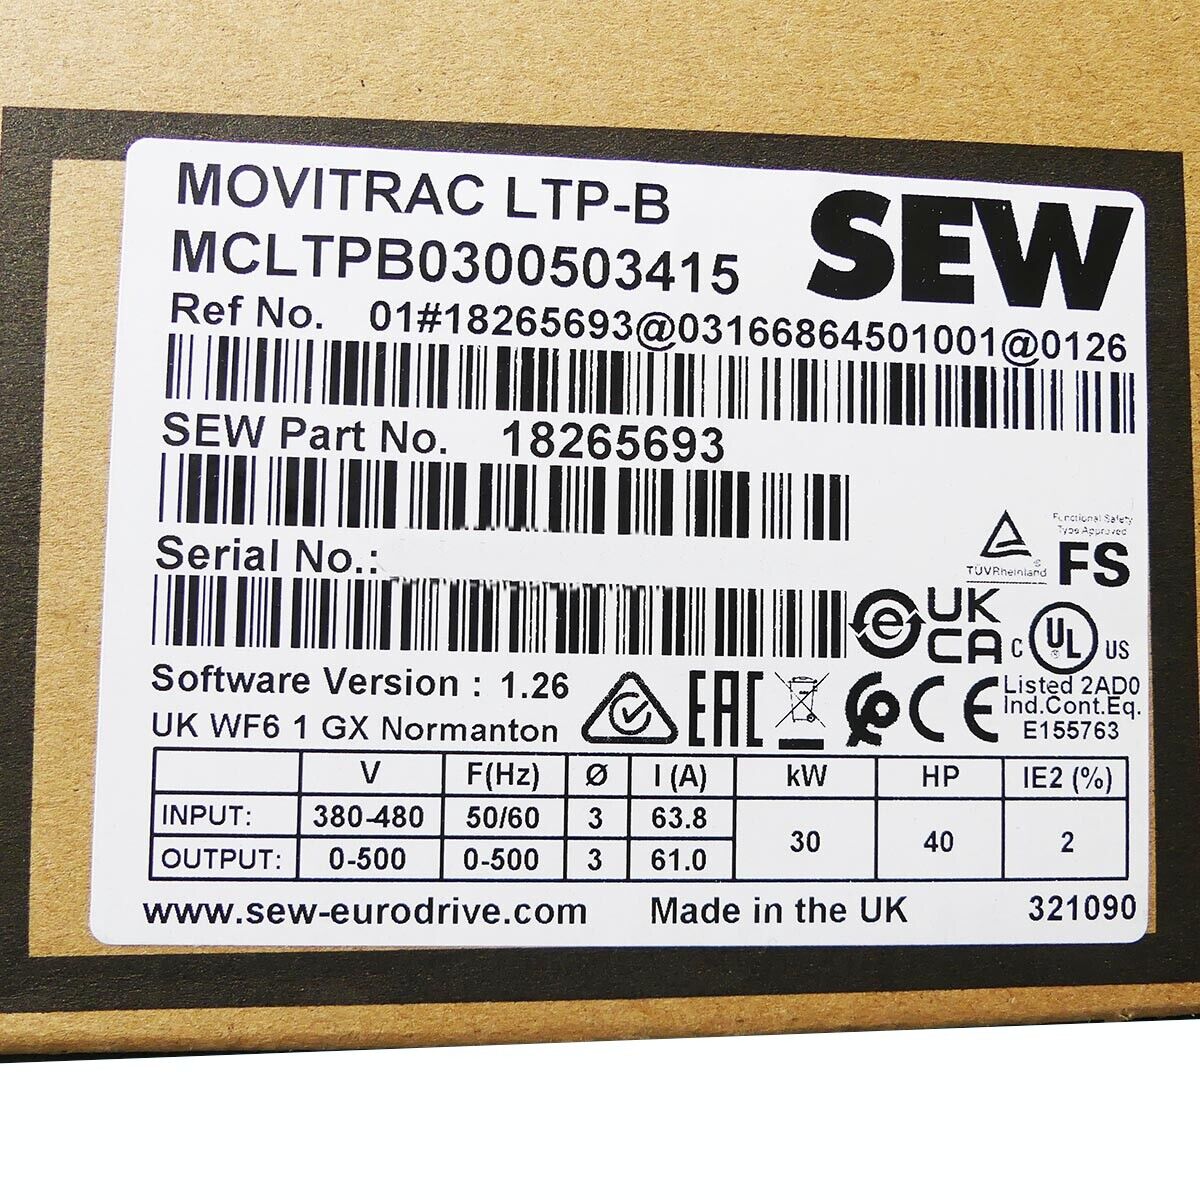 MOVITRAC LTP-B
SEW
MCLTPB0300503415
Ref No. 01#18265693@03166864501001@0126
SEW Part No. 18265693
Functional Safety
Type Approved
TÜVRheinland
FS
Serial No.:
e
UK
CA
C UL US
Software Version : 1.26
UK WF6 1 GX Normanton
EAC
CE
Listed 2AD0
Ind.Cont.Eq.
E155763
V F(Hz) Ø I (A) kW HP IE2 (%)
INPUT: 380-480 50/60 3 63.8 30 40 2
OUTPUT: 0-500 0-500 3 61.0
www.sew-eurodrive.com Made in the UK 321090